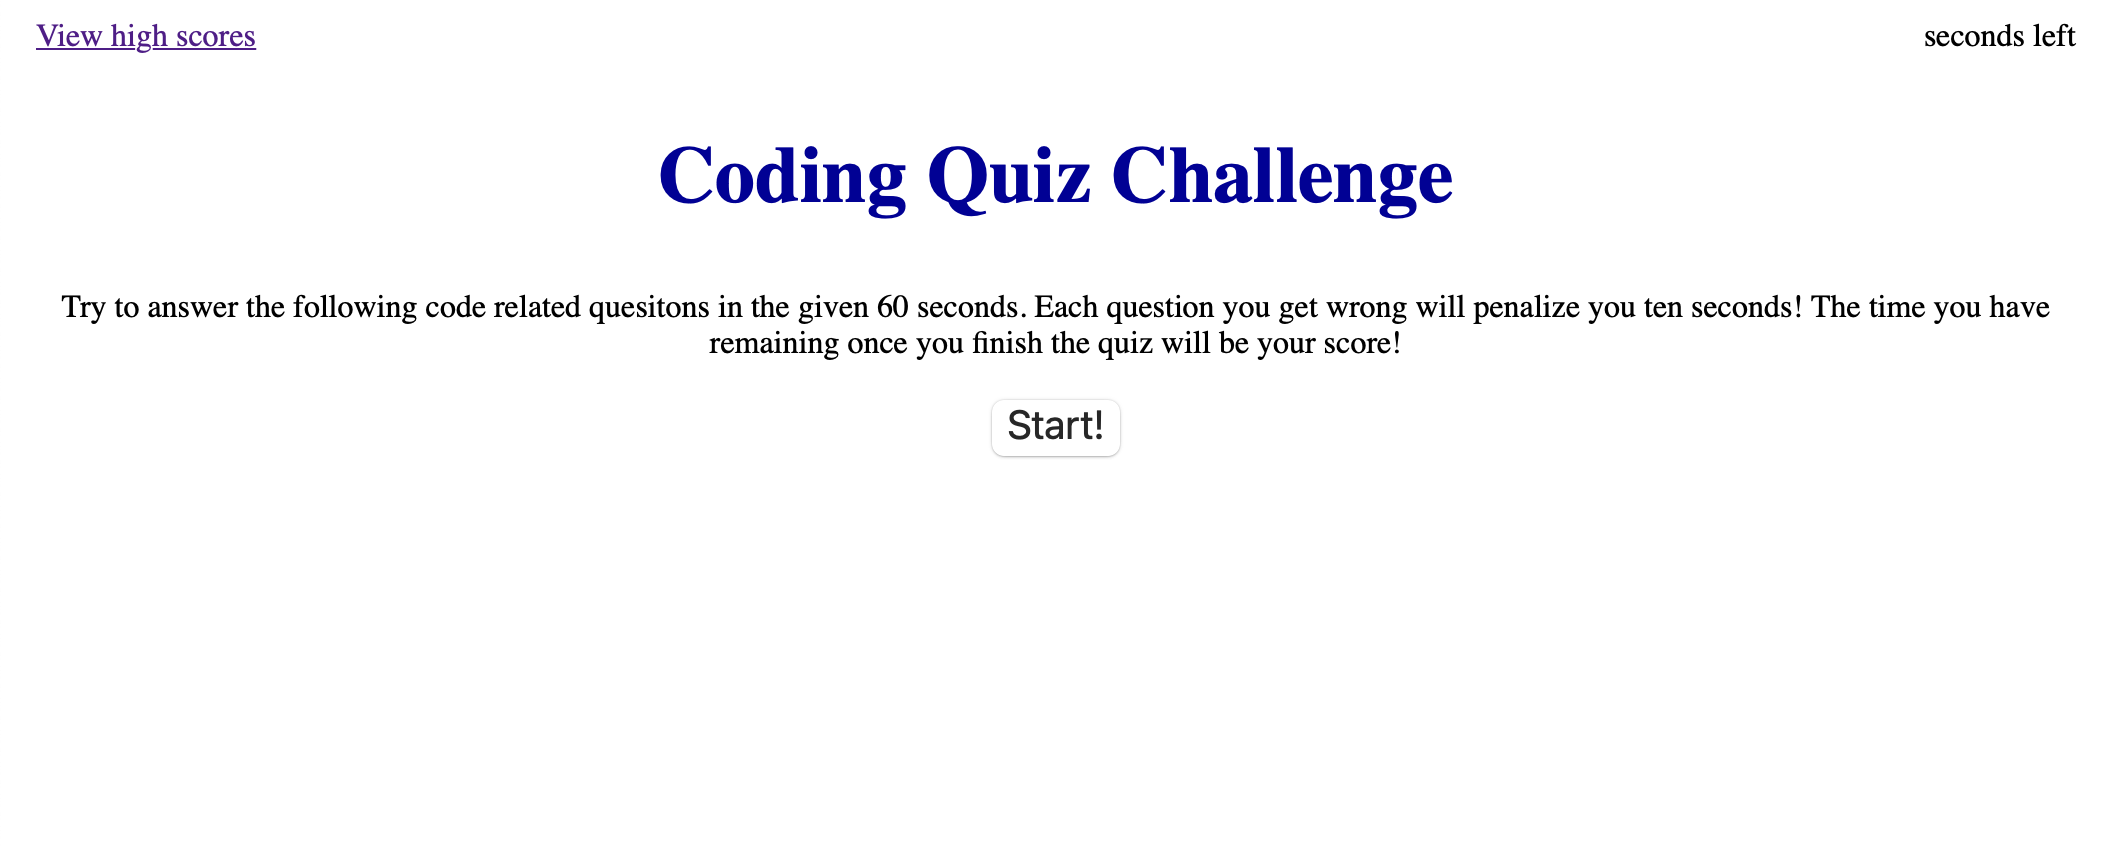 View high scores
seconds left
Coding Quiz Challenge
Try to answer the following code related quesitons in the given 60 seconds. Each question you get wrong will penalize you ten seconds! The time you have
remaining once you finish the quiz will be your score!
Start!